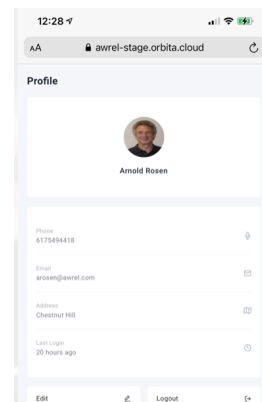 12:28
AA awrel-stage.orbita.cloud
Profile
Arnold Rosen
Phone
6175494418
Email
arosen@awrel.com
Address
Chestnut Hill
Last Login
20 hours ago
Edit Logout